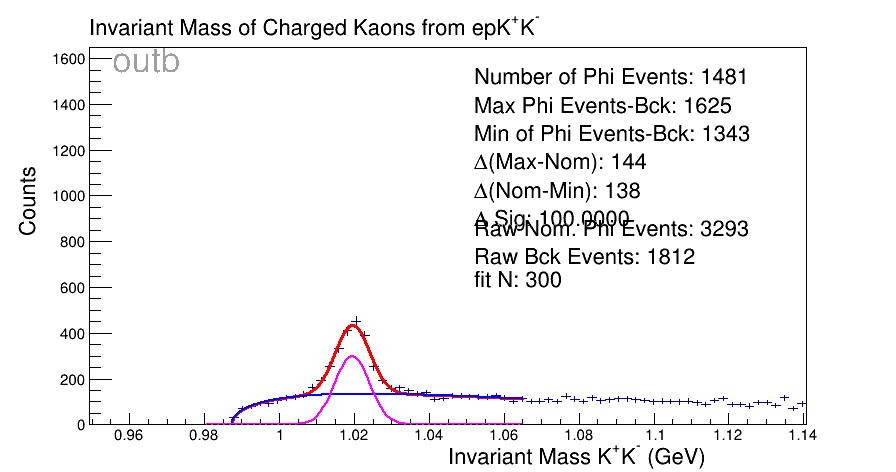 Invariant Mass of Charged Kaons from epK⁺K⁻
outb
Number of Phi Events: 1481
Max Phi Events-Bck: 1625
Min of Phi Events-Bck: 1343
Δ(Max-Nom): 144
Δ(Nom-Min): 138
Δ Sig: 100.0000
Raw Nom. Phi Events: 3293
Raw Bck Events: 1812
fit N: 300
Counts
1600
1400
1200
1000
800
600
400
200
0
0.96 0.98 1 1.02 1.04 1.06 1.08 1.1 1.12 1.14
Invariant Mass K⁺K⁻ (GeV)